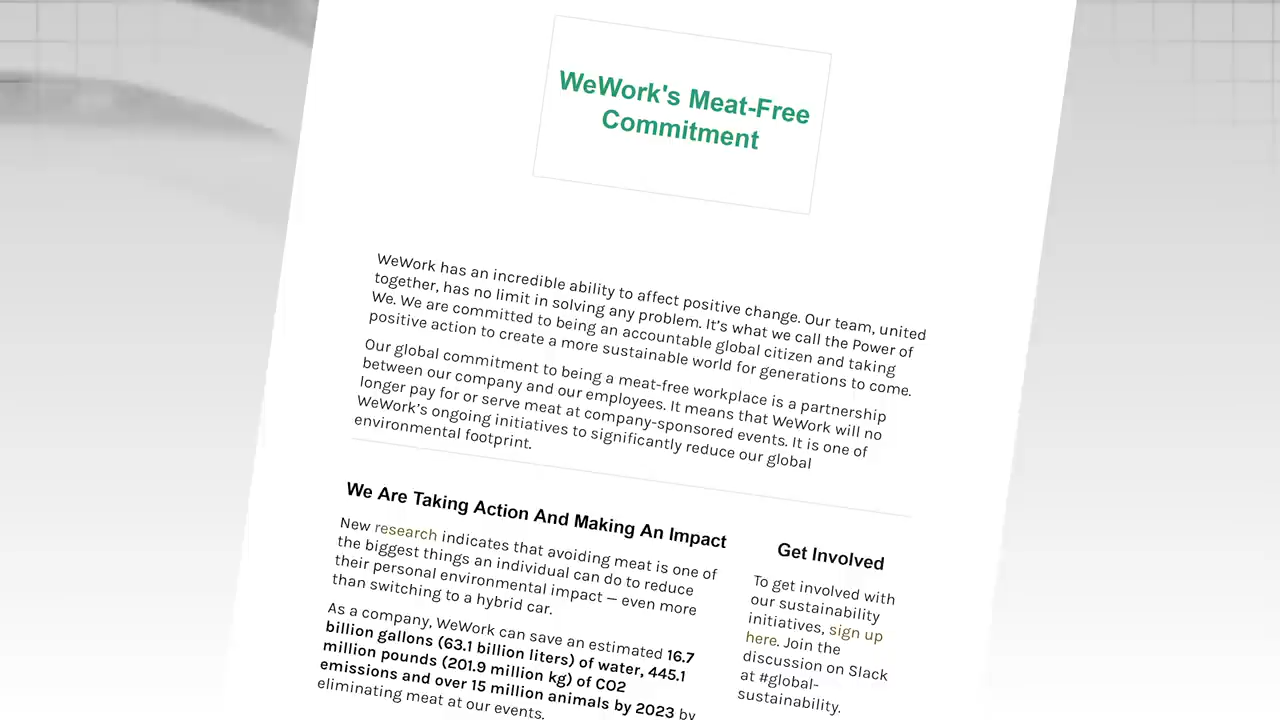 WeWork's Meat-Free
Commitment
WeWork has an incredible ability to affect positive change. Our team, united
together, has no limit in solving any problem. It's what we call the Power of
We. We are committed to being an accountable global citizen and taking
positive action to create a more sustainable world for generations to come.
Our global commitment to being a meat-free workplace is a partnership
between our company and our employees. It means that WeWork will no
longer pay for or serve meat at company-sponsored events. It is one of
WeWork's ongoing initiatives to significantly reduce our global
environmental footprint.
We Are Taking Action And Making An Impact
New research indicates that avoiding meat is one of
the biggest things an individual can do to reduce
their personal environmental impact — even more
than switching to a hybrid car.
As a company, WeWork can save an estimated 16.7
billion gallons (63.1 billion liters) of water, 445.1
million pounds (201.9 million kg) of CO2
emissions and over 15 million animals by 2023 by
eliminating meat at our events.
Get Involved
To get involved with
our sustainability
initiatives, sign up
here. Join the
discussion on Slack
at #global-
sustainability.